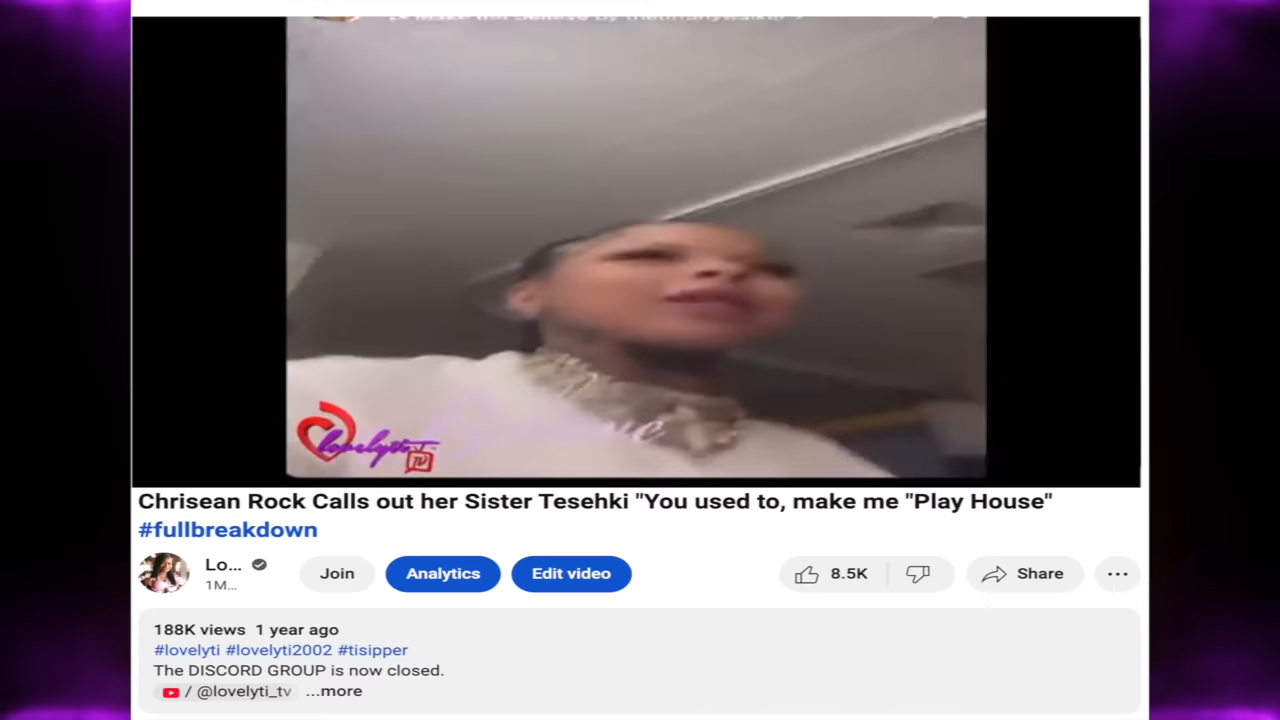 lovelyti
TV
Chrisean Rock Calls out her Sister Tesehki "You used to, make me "Play House"
#fullbreakdown
Lo...
1M...
Join
Analytics
Edit video
8.5K
Share
188K views 1 year ago
#lovelyti #lovelyti2002 #tisipper
The DISCORD GROUP is now closed.
/ @lovelyti_tv ...more